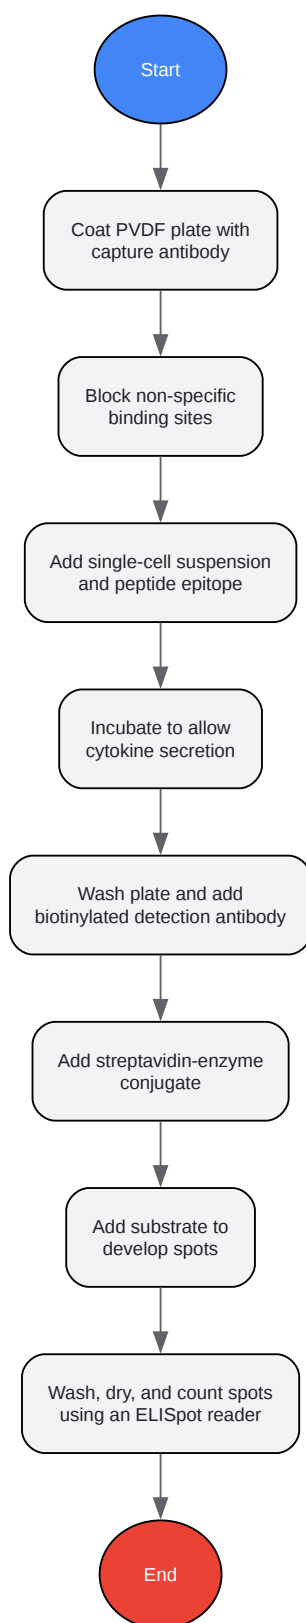 Start
Coat PVDF plate with
capture antibody
Block non-specific
binding sites
Add single-cell suspension
and peptide epitope
Incubate to allow
cytokine secretion
Wash plate and add
biotinylated detection antibody
Add streptavidin-enzyme
conjugate
Add substrate to
develop spots
Wash, dry, and count spots
using an ELISpot reader
End